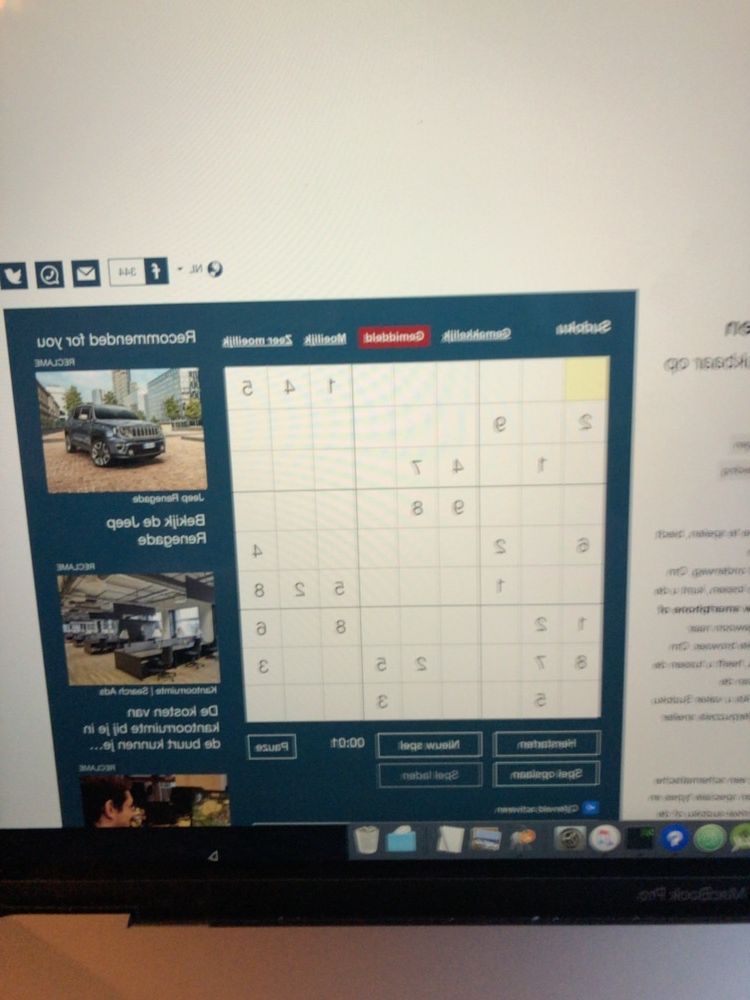 NL
344
Sudoku
Gemakkelijk
Gemiddeld
Moeilijk
Zeer moeilijk
1 4 5
2 9
1 4 7
9 8
6 2 4
1 5 2 8
1 2 8 6
8 7 2 5 3
5 3
Herstarten
Nieuw spel
00:01
Pauze
Spel opslaan
Spel laden
Cijferveld activeren
Recommended for you
RECLAME
Jeep Renegade
Bekijk de Jeep
Renegade
RECLAME
Kantoorruimte | Search Ads
De kosten van
kantoorruimte bij je in
de buurt kunnen je...
RECLAME
MacBook Pro